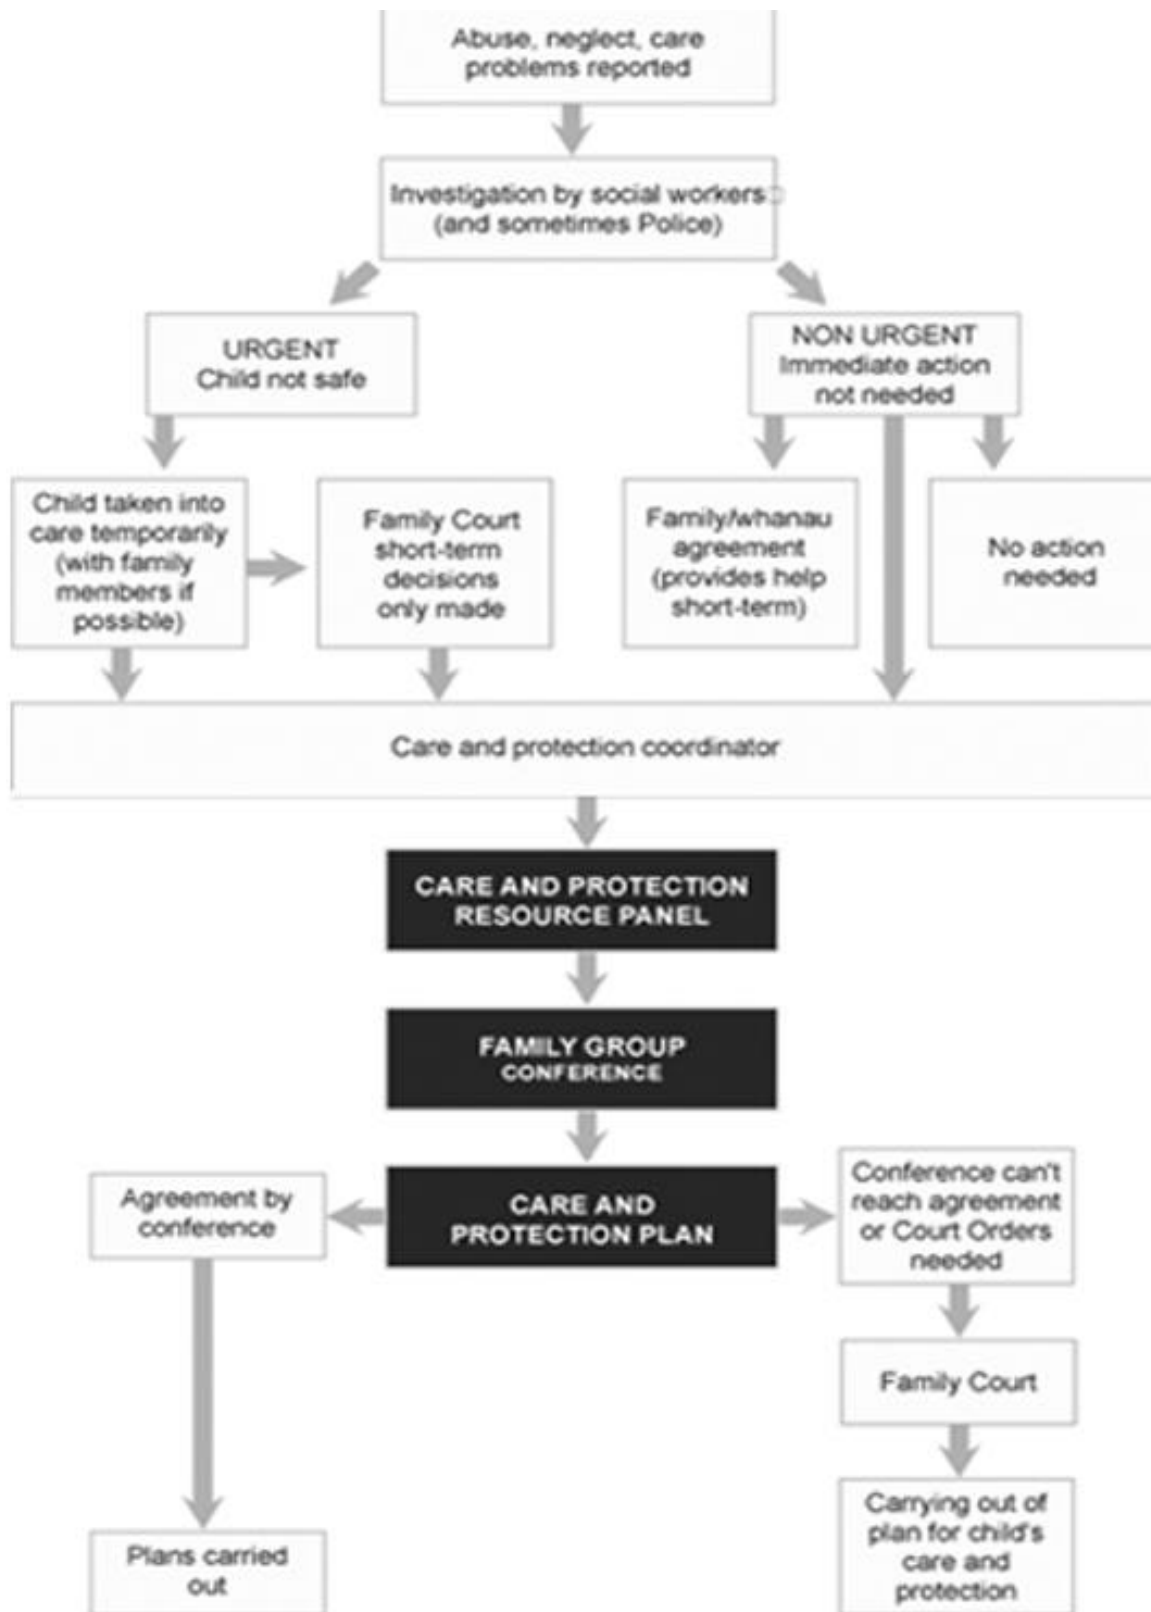 Abuse, neglect, care
problems reported
Investigation by social workers
(and sometimes Police)
URGENT
Child not safe
NON URGENT
Immediate action
not needed
Child taken into
care temporarily
(with family
members if
possible)
Family Court
short-term
decisions
only made
Family/whanau
agreement
(provides help
short-term)
No action
needed
Care and protection coordinator
CARE AND PROTECTION
RESOURCE PANEL
FAMILY GROUP
CONFERENCE
CARE AND
PROTECTION PLAN
Agreement by
conference
Conference can't
reach agreement
or Court Orders
needed
Family Court
Plans carried
out
Carrying out of
plan for child's
care and
protection